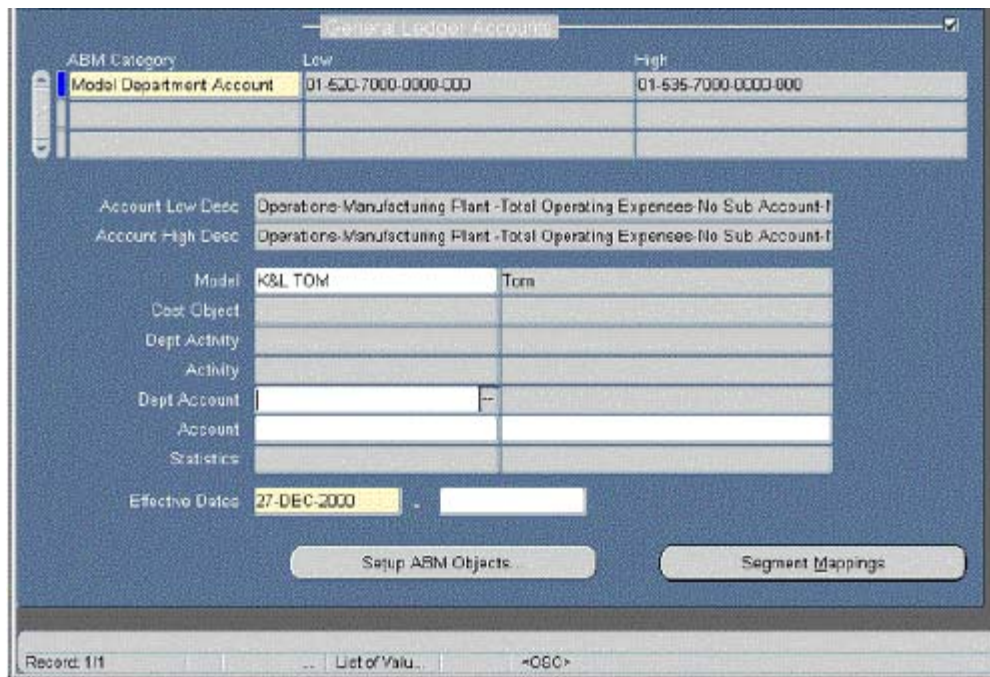 General Ledger Accounts
ABM Category Low High
Model Department Account 01-520-7000-0000-000 01-535-7000-0000-000
Account Low Desc Operations-Manufacturing Plant -Total Operating Expenses-No Sub Account-
Account High Desc Operations-Manufacturing Plant -Total Operating Expenses-No Sub Account-
Model K&L TOM Tom
Cost Object
Dept Activity
Activity
Dept Account
Account
Statistics
Effective Dates 27-DEC-2000 -
Setup ABM Objects... Segment Mappings
Record: 1/1 ... List of Valu... <OSC>